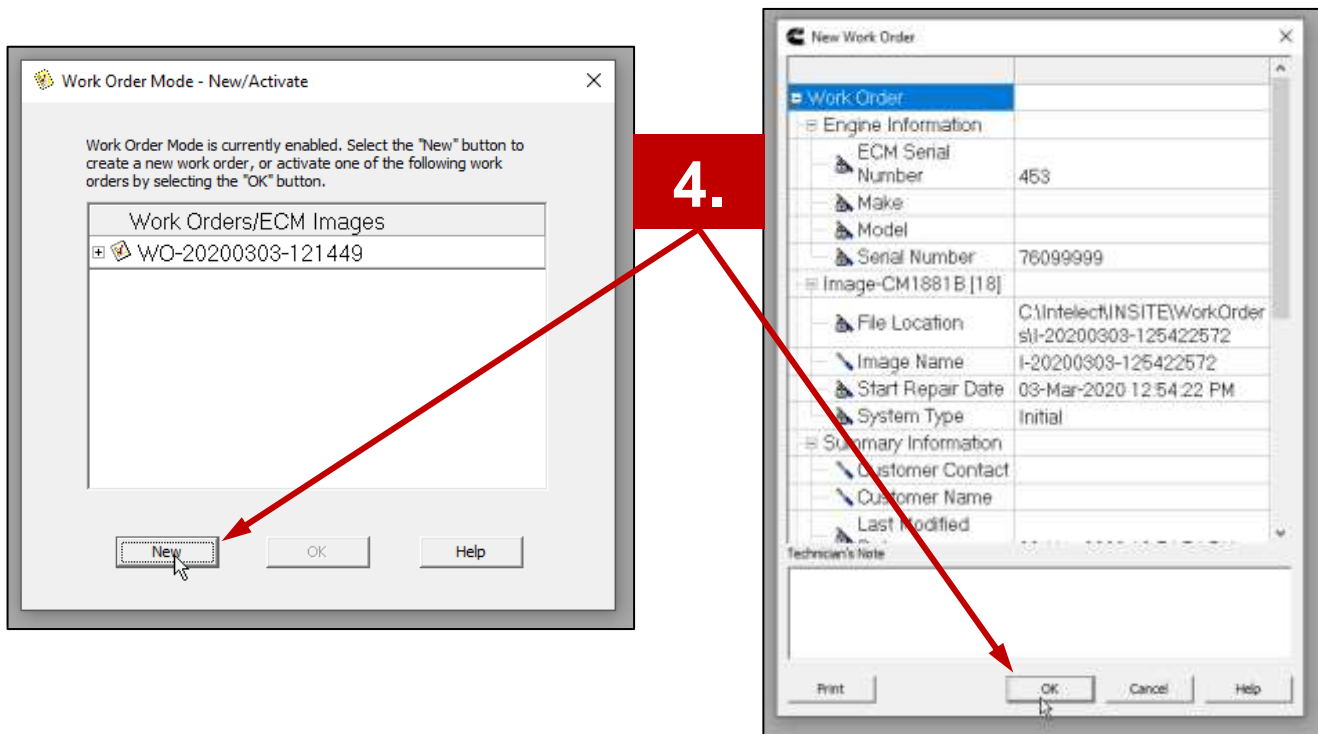 Work Order Mode - New/Activate
Work Order Mode is currently enabled. Select the "New" button to
create a new work order, or activate one of the following work
orders by selecting the "OK" button.
Work Orders/ECM Images
WO-20200303-121449
New
OK
Help
4.
New Work Order
Work Order
Engine Information
ECM Serial
Number
453
Make
Model
Serial Number
76099999
Image-CM1881B [18]
File Location
C:\Intelect\INSITE\WorkOrder
s\I-20200303-125422572
Image Name
I-20200303-125422572
Start Repair Date
03-Mar-2020 12:54:22 PM
System Type
Initial
Summary Information
Customer Contact
Customer Name
Last Modified
Technician's Note
Print
OK
Cancel
Help